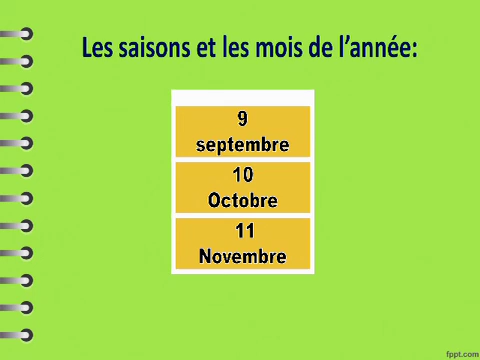 Les saisons et les mois de l'année:
9
septembre
10
Octobre
11
Novembre
fppt.com